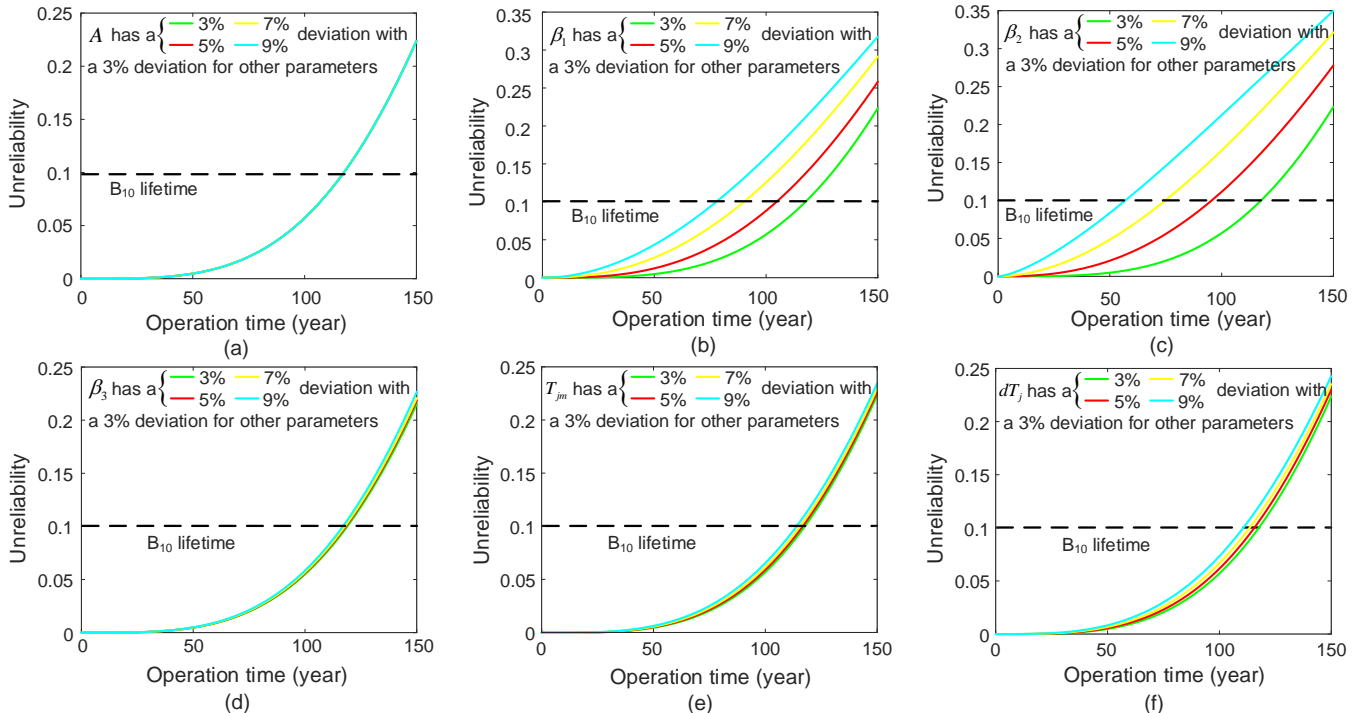 A has a { 3% 7% deviation with
5% 9%
a 3% deviation for other parameters
0.25
0.2
0.15
0.1
0.05
0
Unreliability
B10 lifetime
0 50 100 150
Operation time (year)
(a)
β1 has a { 3% 7% deviation with
5% 9%
a 3% deviation for other parameters
0.35
0.3
0.25
0.2
0.15
0.1
0.05
0
Unreliability
B10 lifetime
0 50 100 150
Operation time (year)
(b)
β2 has a { 3% 7% deviation with
5% 9%
a 3% deviation for other parameters
0.35
0.3
0.25
0.2
0.15
0.1
0.05
0
Unreliability
B10 lifetime
0 50 100 150
Operation time (year)
(c)
β3 has a { 3% 7% deviation with
5% 9%
a 3% deviation for other parameters
0.25
0.2
0.15
0.1
0.05
0
Unreliability
B10 lifetime
0 50 100 150
Operation time (year)
(d)
Tjm has a { 3% 7% deviation with
5% 9%
a 3% deviation for other parameters
0.25
0.2
0.15
0.1
0.05
0
Unreliability
B10 lifetime
0 50 100 150
Operation time (year)
(e)
dTj has a { 3% 7% deviation with
5% 9%
a 3% deviation for other parameters
0.25
0.2
0.15
0.1
0.05
0
Unreliability
B10 lifetime
0 50 100 150
Operation time (year)
(f)